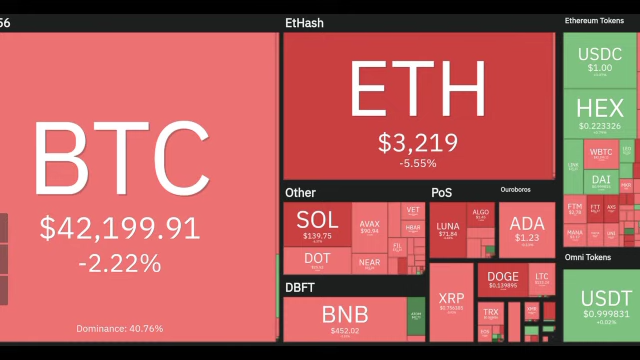 56
BTC
$42,199.91
-2.22%
Dominance: 40.76%
EtHash
ETH
$3,219
-5.55%
Other
SOL
$139.75
DOT
AVAX
NEAR
VET
HBAR
FIL
DBFT
BNB
$452.02
PoS
LUNA
$71.84
ALGO
XRP
DOGE
$0.139895
LTC
TRX
Ouroboros
ADA
$1.23
Ethereum Tokens
USDC
$1.00
HEX
$0.223326
WBTC
DAI
FTM
FTT
AXS
MANA
UNI
Omni Tokens
USDT
$0.999831
+0.02%